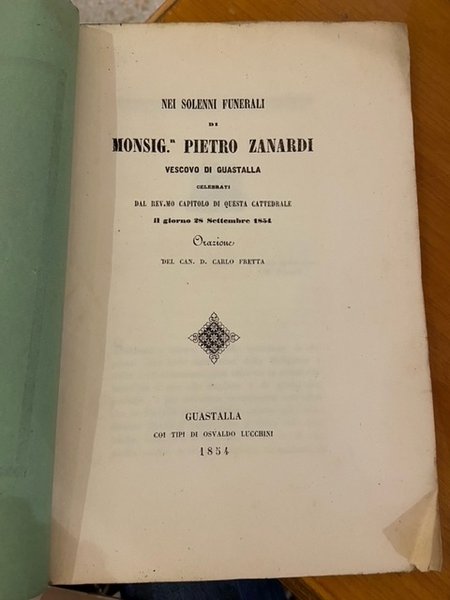 NEI SOLENNI FUNERALI
DI
MONSIG.R PIETRO ZANARDI
VESCOVO DI GUASTALLA
CELEBRATI
DAL REV.MO CAPITOLO DI QUESTA CATTEDRALE
il giorno 28 Settembre 1854
Orazione
DEL CAN. D. CARLO FRETTA
GUASTALLA
COI TIPI DI OSVALDO LUCCHINI
1854